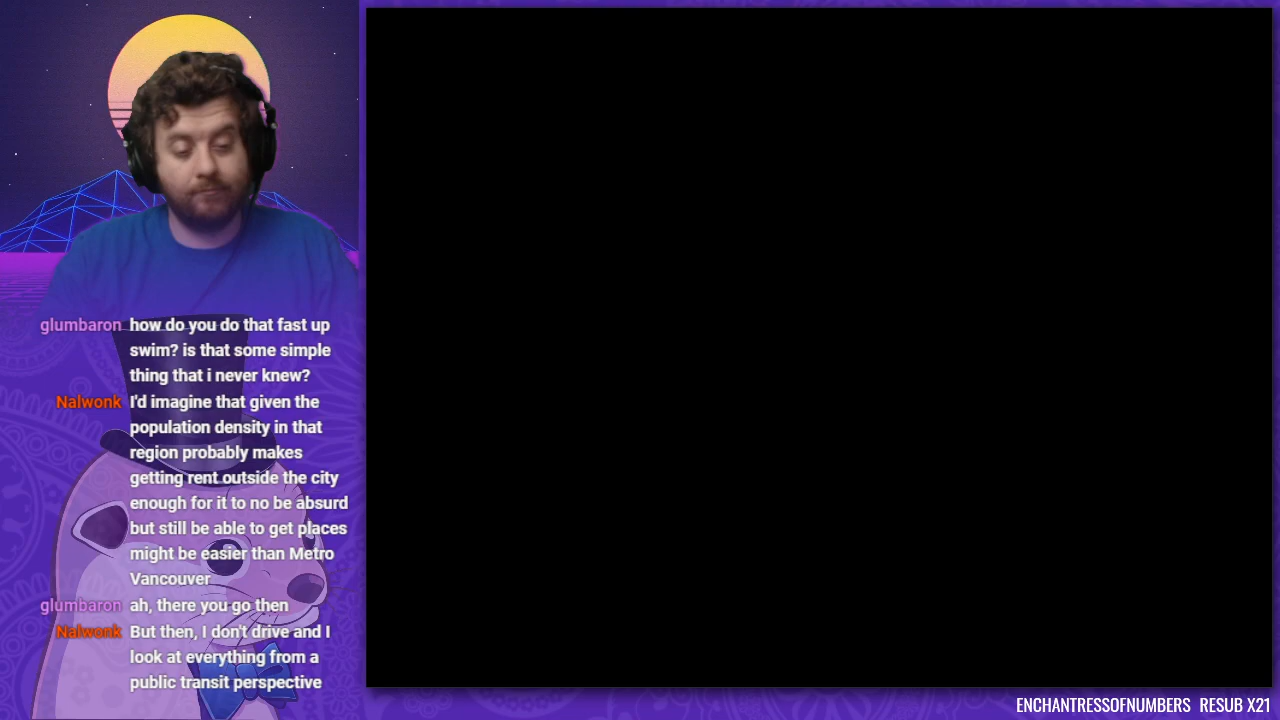 glumbaron how do you do that fast up
swim? is that some simple
thing that i never knew?
Nalwonk I'd imagine that given the
population density in that
region probably makes
getting rent outside the city
enough for it to no be absurd
but still be able to get places
might be easier than Metro
Vancouver
glumbaron ah, there you go then
Nalwonk But then, I don't drive and I
look at everything from a
public transit perspective
ENCHANTRESSOFNUMBERS RESUB X21